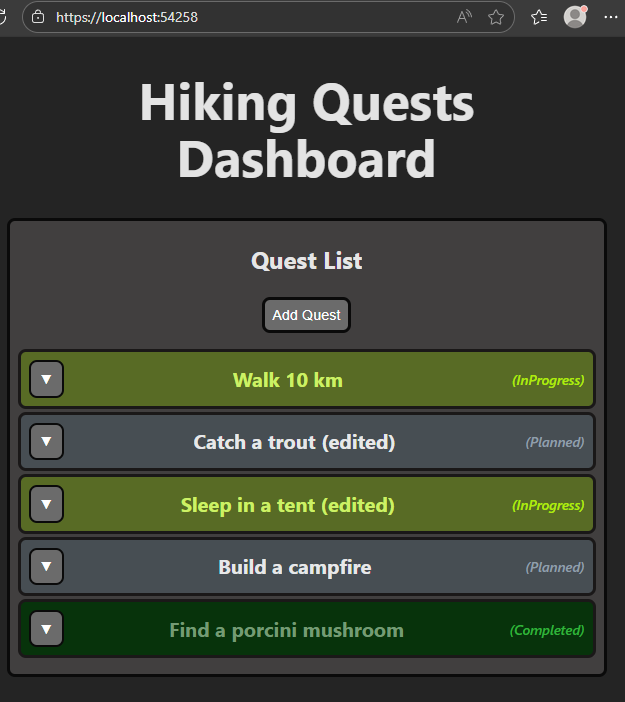 https://localhost:54258
Hiking Quests
Dashboard
Quest List
Add Quest
Walk 10 km (InProgress)
Catch a trout (edited) (Planned)
Sleep in a tent (edited) (InProgress)
Build a campfire (Planned)
Find a porcini mushroom (Completed)